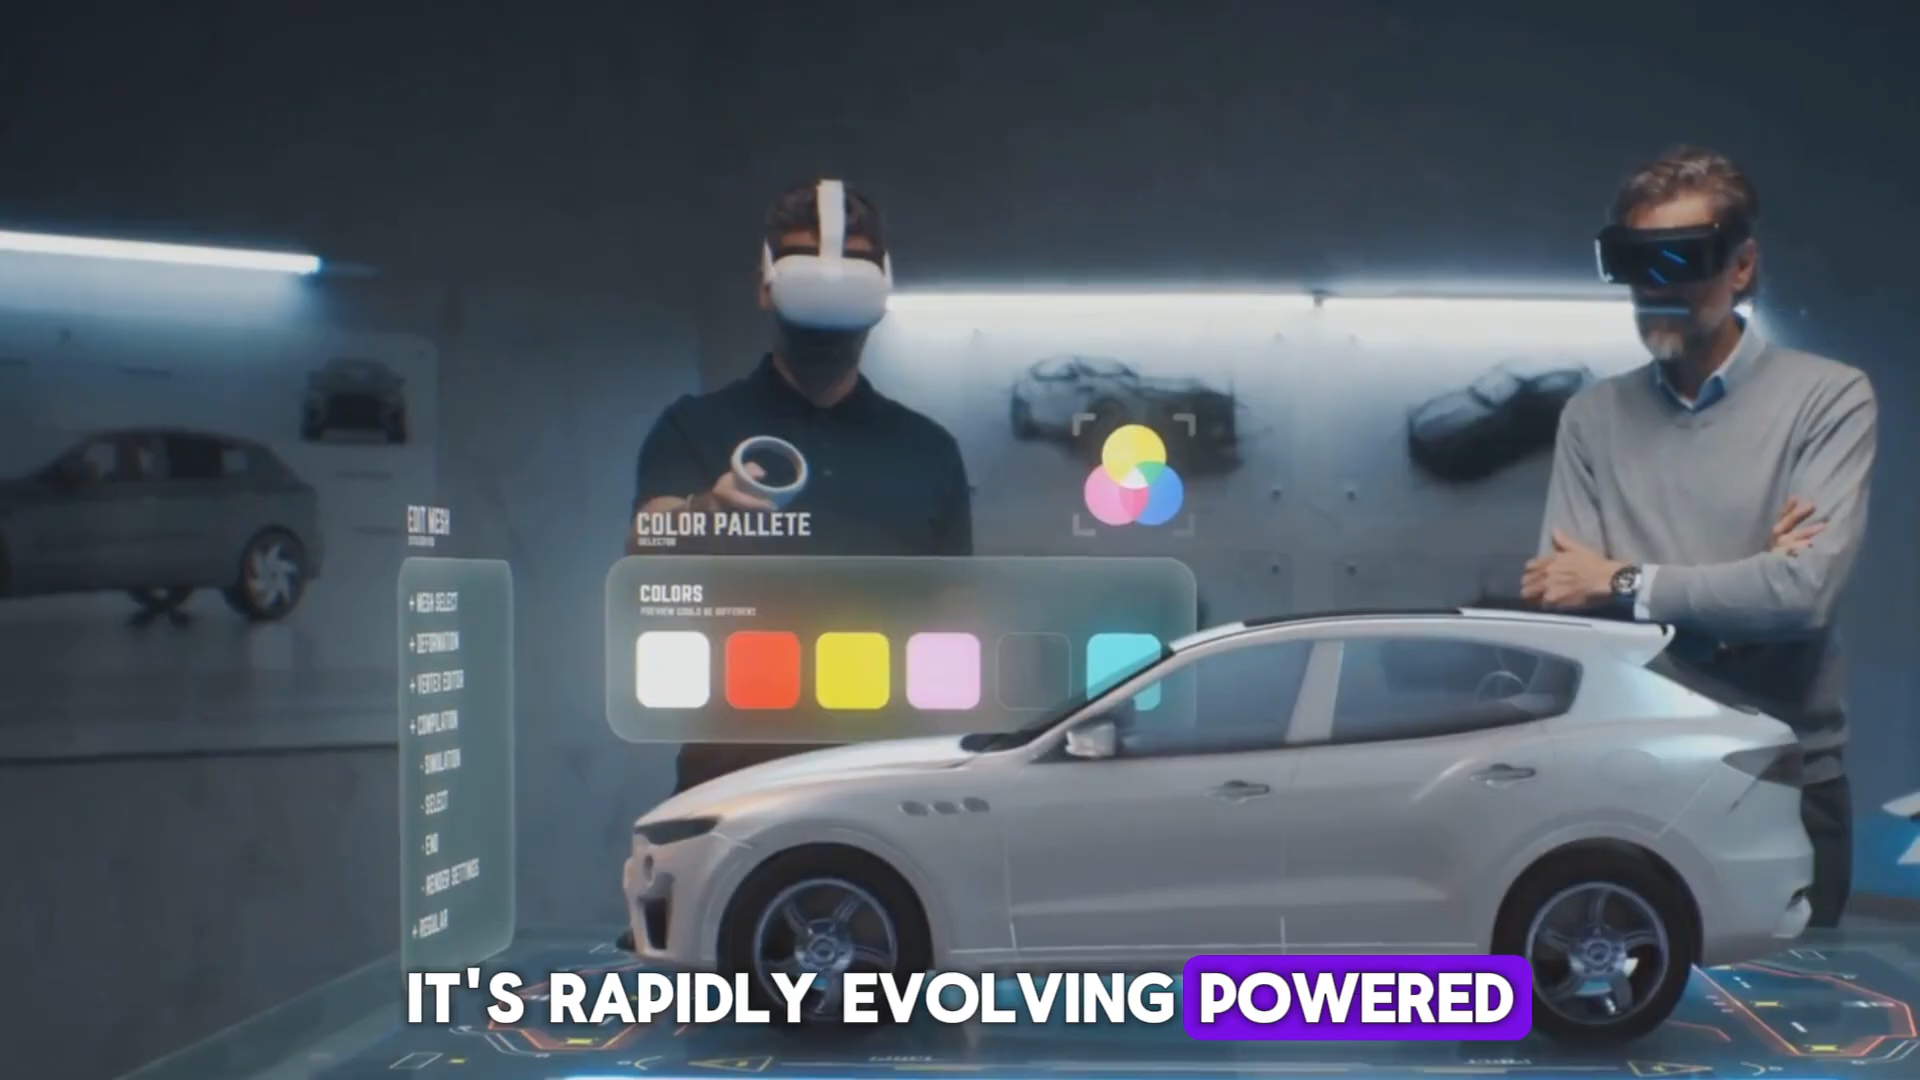 EDIT MESH
COLOR PALLETE
SELECTOR
COLORS
PREVIEW COULD BE DIFFERENT
+ MESH SELECT
+ DEFORMATION
+ VERTEX EDITOR
+ COMPILATION
- SIMULATION
- SELECT
- END
- RENDER SETTINGS
+ REGULAR
IT'S RAPIDLY EVOLVING POWERED